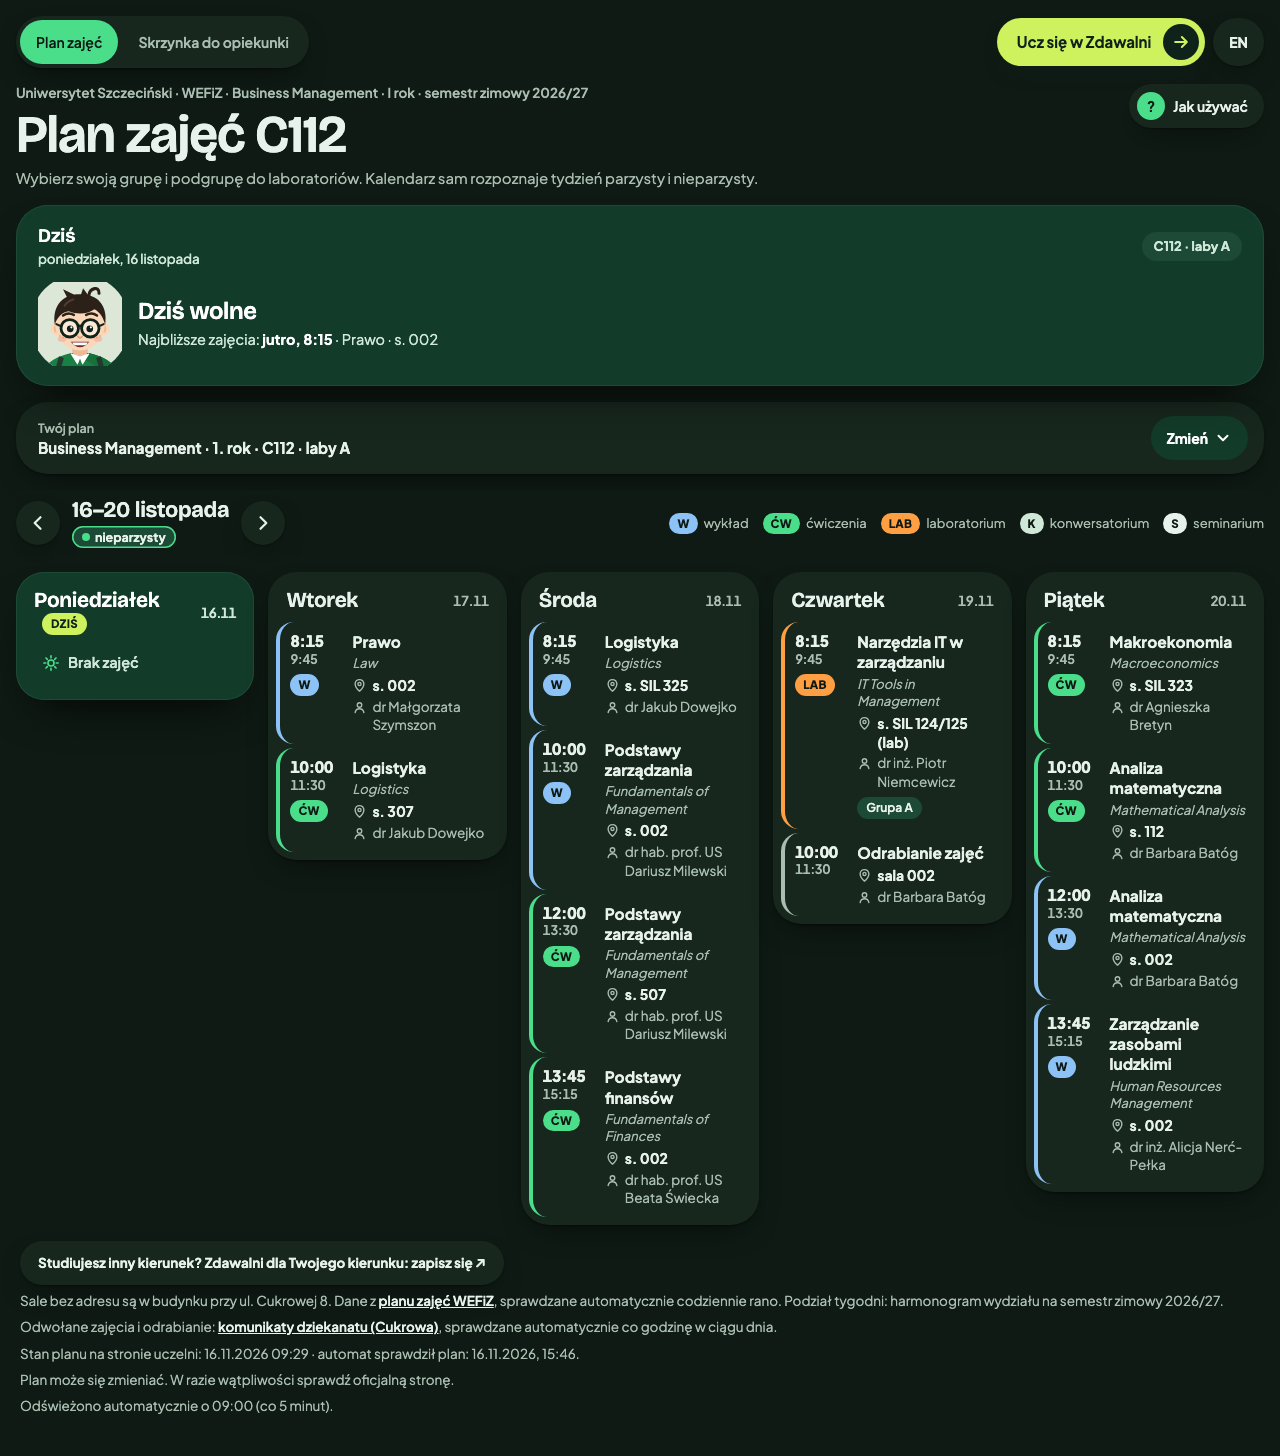 Plan zajęć
Skrzynka do opiekunki
Ucz się w Zdawalni
EN
Uniwersytet Szczeciński · WEFiZ · Business Management · I rok · semestr zimowy 2026/27
Plan zajęć C112
? Jak używać
Wybierz swoją grupę i podgrupę do laboratoriów. Kalendarz sam rozpoznaje tydzień parzysty i nieparzysty.
Dziś
poniedziałek, 16 listopada
C112 · laby A
Dziś wolne
Najbliższe zajęcia: jutro, 8:15 · Prawo · s. 002
Twój plan
Business Management · 1. rok · C112 · laby A
Zmień
16–20 listopada
nieparzysty
W wykład
ĆW ćwiczenia
LAB laboratorium
K konwersatorium
S seminarium
Poniedziałek
DZIŚ
16.11
Brak zajęć
Wtorek
17.11
8:15
9:45
W
Prawo
Law
s. 002
dr Małgorzata
Szymszon
10:00
11:30
ĆW
Logistyka
Logistics
s. 307
dr Jakub Dowejko
Środa
18.11
8:15
9:45
W
Logistyka
Logistics
s. SIL 325
dr Jakub Dowejko
10:00
11:30
W
Podstawy
zarządzania
Fundamentals of
Management
s. 002
dr hab. prof. US
Dariusz Milewski
12:00
13:30
ĆW
Podstawy
zarządzania
Fundamentals of
Management
s. 507
dr hab. prof. US
Dariusz Milewski
13:45
15:15
ĆW
Podstawy
finansów
Fundamentals of
Finances
s. 002
dr hab. prof. US
Beata Świecka
Czwartek
19.11
8:15
9:45
LAB
Narzędzia IT w
zarządzaniu
IT Tools in
Management
s. SIL 124/125
(lab)
dr inż. Piotr
Niemcewicz
Grupa A
10:00
11:30
Odrabianie zajęć
sala 002
dr Barbara Batóg
Piątek
20.11
8:15
9:45
ĆW
Makroekonomia
Macroeconomics
s. SIL 323
dr Agnieszka
Bretyn
10:00
11:30
ĆW
Analiza
matematyczna
Mathematical Analysis
s. 112
dr Barbara Batóg
12:00
13:30
W
Analiza
matematyczna
Mathematical Analysis
s. 002
dr Barbara Batóg
13:45
15:15
W
Zarządzanie
zasobami
ludzkimi
Human Resources
Management
s. 002
dr inż. Alicja Nerć-
Pełka
Studiujesz inny kierunek? Zdawalni dla Twojego kierunku: zapisz się ↗
Sale bez adresu są w budynku przy ul. Cukrowej 8. Dane z planu zajęć WEFiZ, sprawdzane automatycznie codziennie rano. Podział tygodni: harmonogram wydziału na semestr zimowy 2026/27.
Odwołane zajęcia i odrabianie: komunikaty dziekanatu (Cukrowa), sprawdzane automatycznie co godzinę w ciągu dnia.
Stan planu na stronie uczelni: 16.11.2026 09:29 · automat sprawdził plan: 16.11.2026, 15:46.
Plan może się zmieniać. W razie wątpliwości sprawdź oficjalną stronę.
Odświeżono automatycznie o 09:00 (co 5 minut).